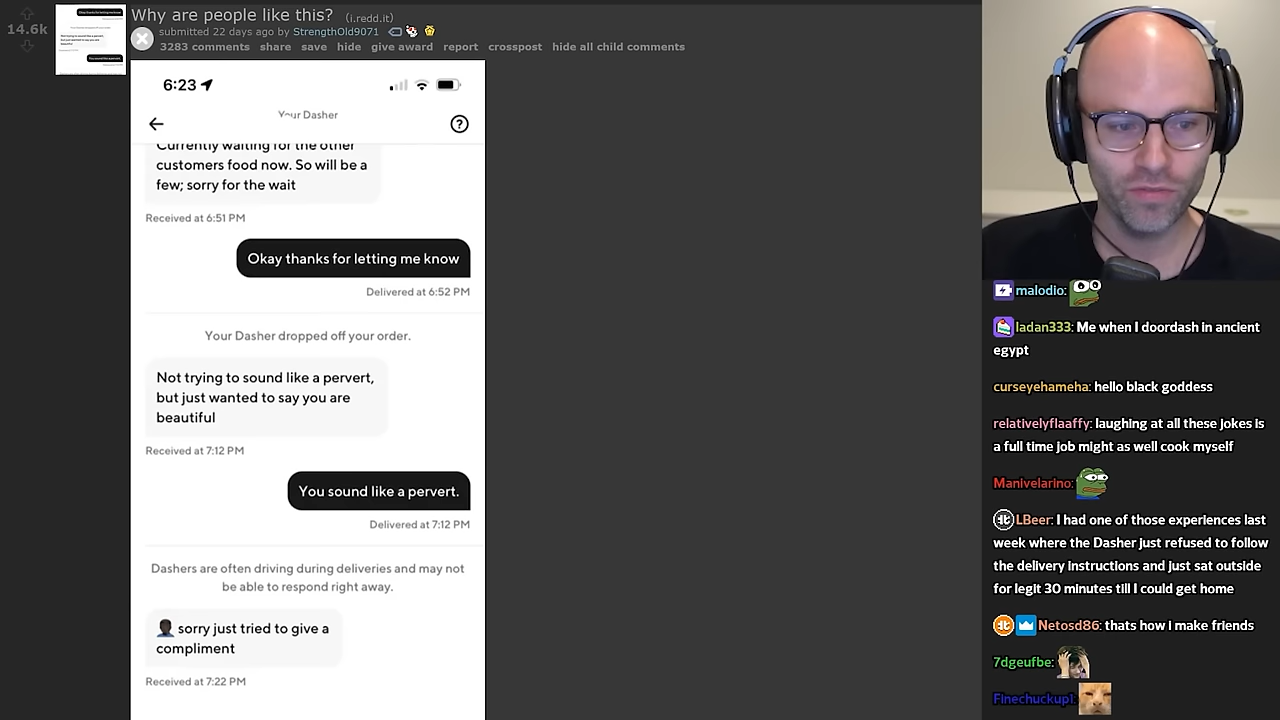 14.6k
Why are people like this? (i.redd.it)
submitted 22 days ago by StrengthOld9071
3283 comments
save hide give award report crosspost hide all child comments
6:23
Your Dasher
Currently waiting for the other
customers food now. So will be a
few; sorry for the wait
Received at 6:51 PM
Okay thanks for letting me know
Delivered at 6:52 PM
Your Dasher dropped off your order.
Not trying to sound like a pervert,
but just wanted to say you are
beautiful
Received at 7:12 PM
You sound like a pervert.
Delivered at 7:12 PM
Dashers are often driving during deliveries and may not
be able to respond right away.
sorry just tried to give a
compliment
Received at 7:22 PM
malodio:
ladan333: Me when I doordash in ancient
egypt
curseyehameha: hello black goddess
relativelyflaaffy: laughing at all these jokes is
a full time job might as well cook myself
Manivelarino:
LBeer: I had one of those experiences last
week where the Dasher just refused to follow
the delivery instructions and just sat outside
for legit 30 minutes till I could get home
Netosd86: thats how i make friends
7dgeufbe:
Finechuckup1: